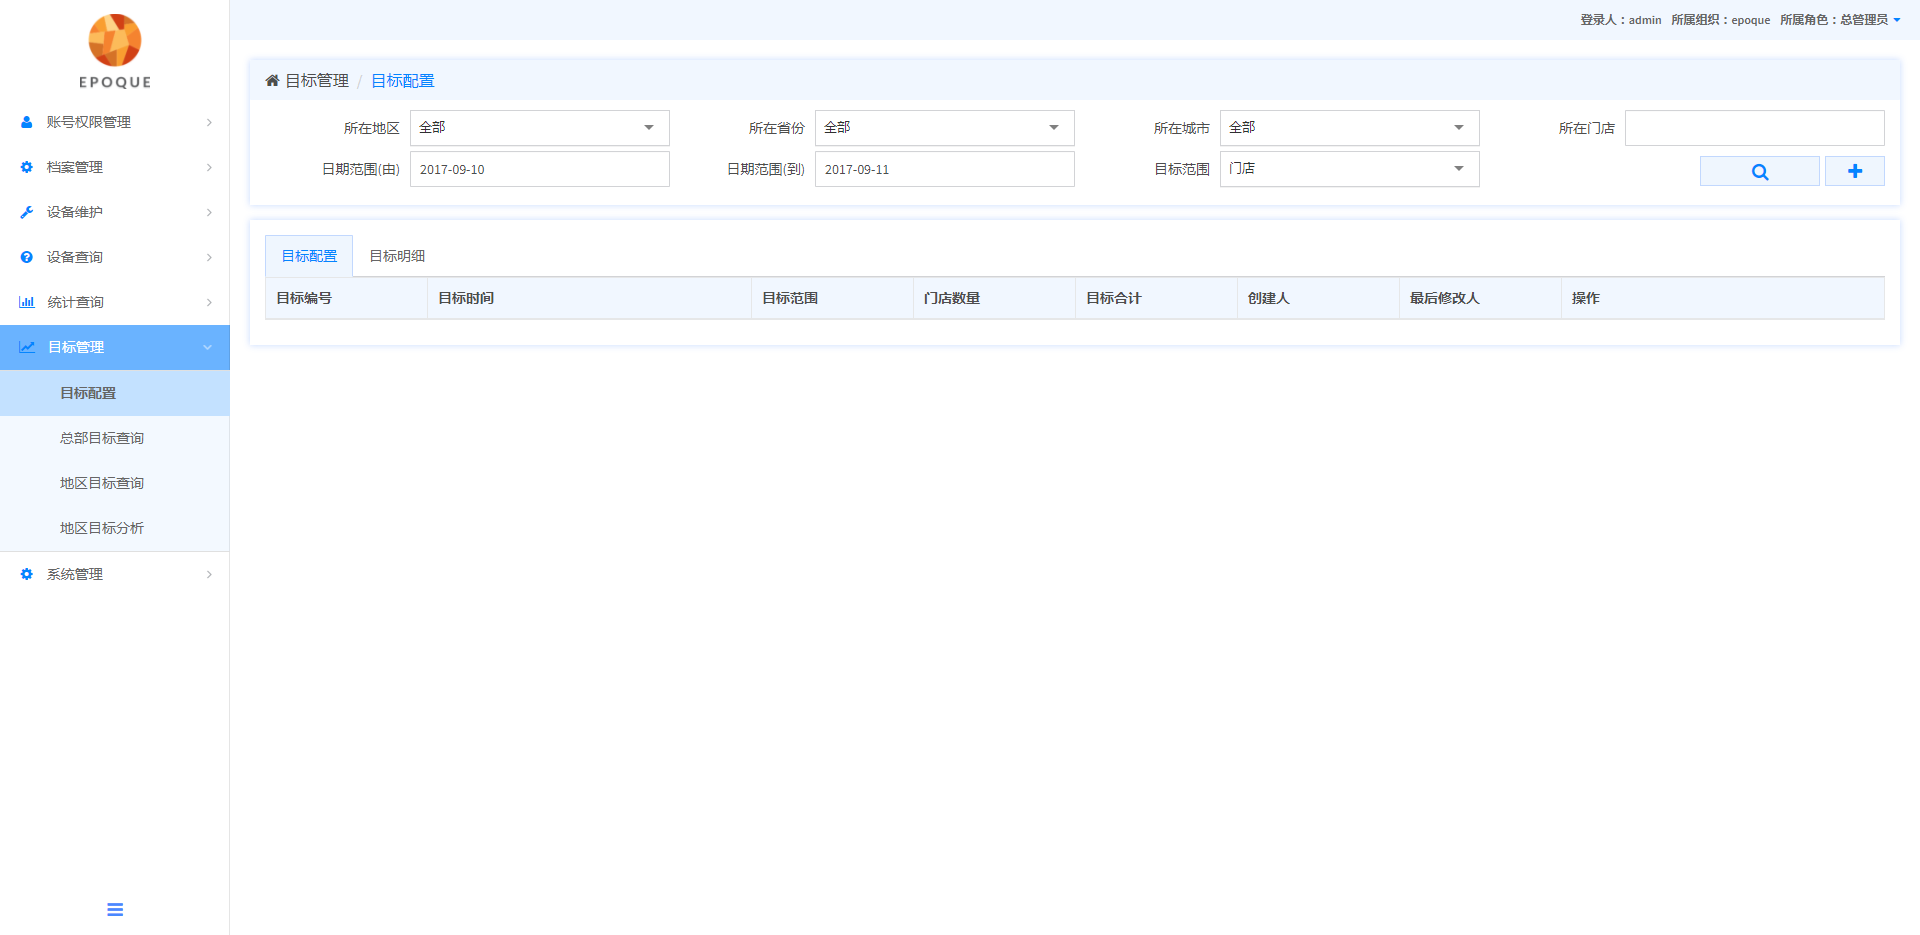 EPOQUE
登录人：admin 所属组织：epoque 所属角色：总管理员
账号权限管理
档案管理
设备维护
设备查询
统计查询
目标管理
目标配置
总部目标查询
地区目标查询
地区目标分析
系统管理
目标管理 / 目标配置
所在地区 全部 所在省份 全部 所在城市 全部 所在门店
日期范围(由) 2017-09-10 日期范围(到) 2017-09-11 目标范围 门店
目标配置 目标明细
目标编号 目标时间 目标范围 门店数量 目标合计 创建人 最后修改人 操作